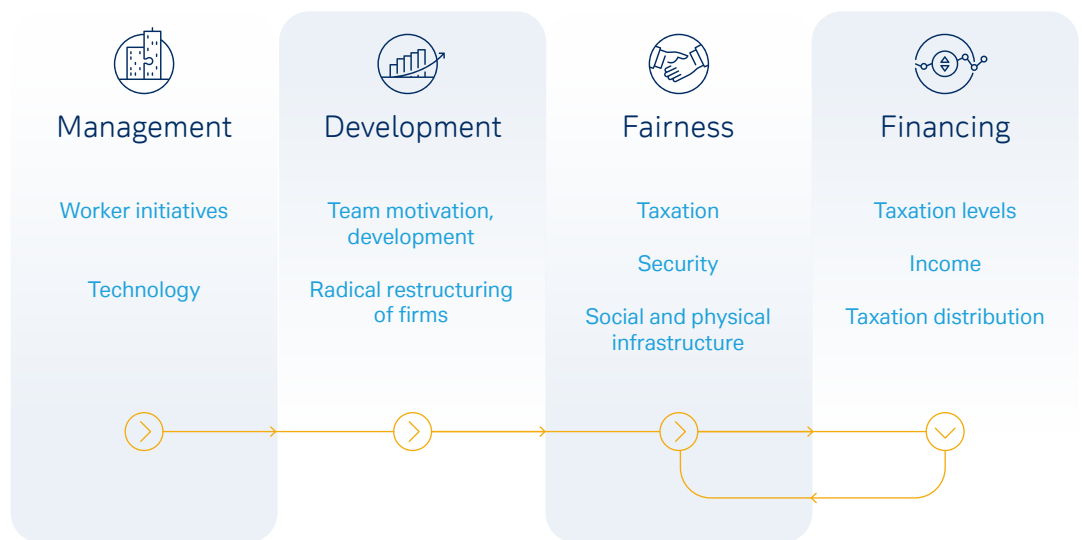 Management
Worker initiatives
Technology
Development
Team motivation,
development
Radical restructuring
of firms
Fairness
Taxation
Security
Social and physical
infrastructure
Financing
Taxation levels
Income
Taxation distribution